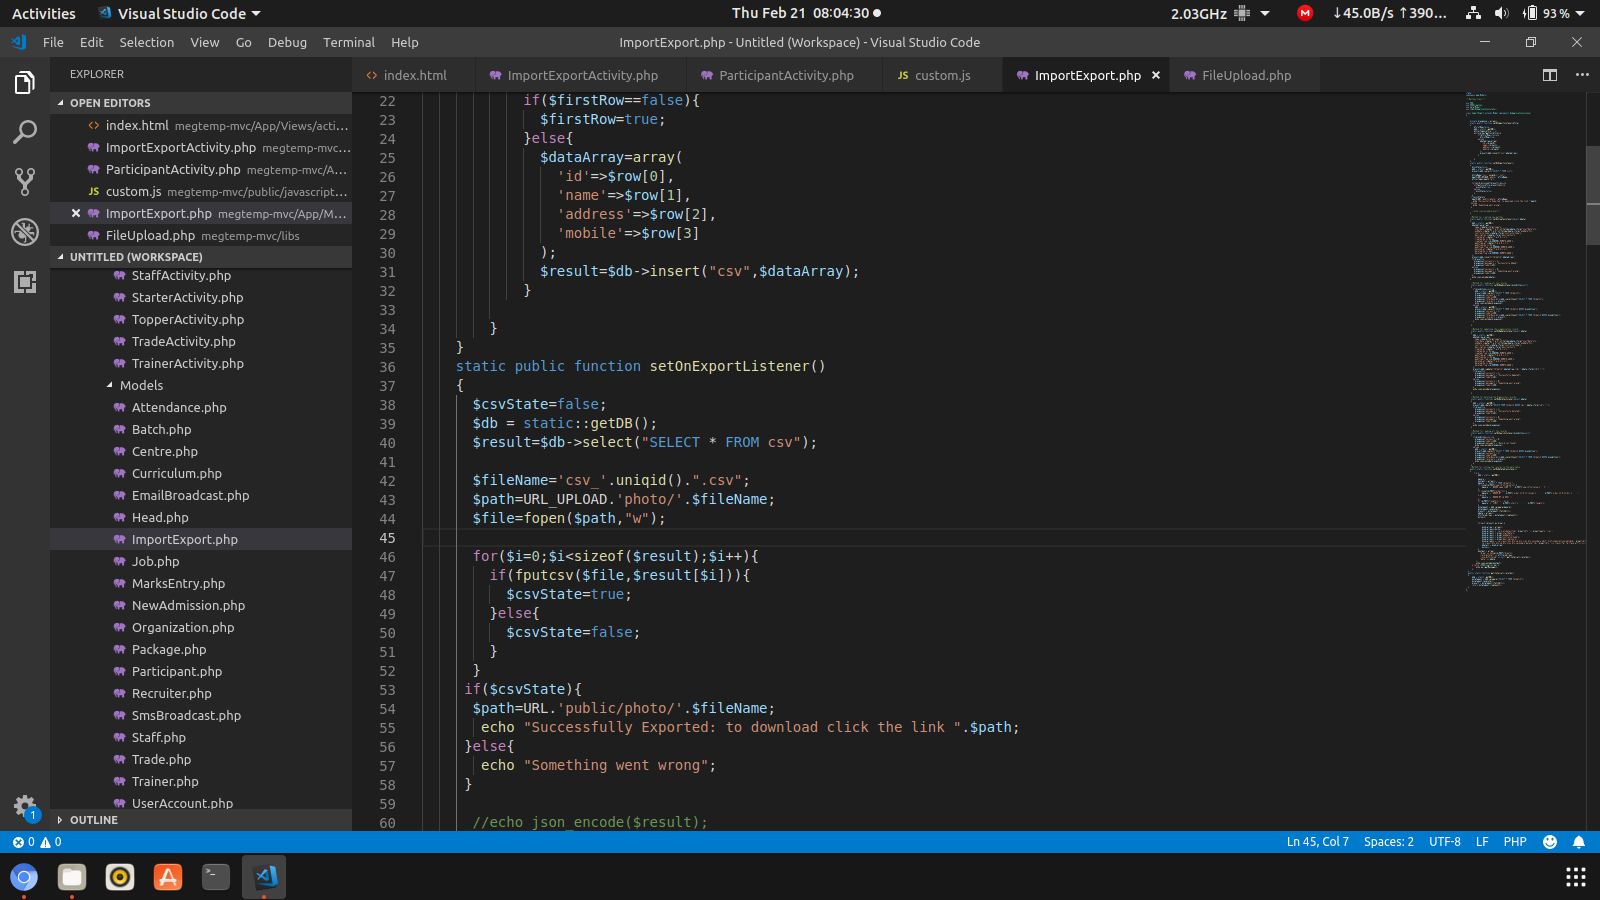 Activities Visual Studio Code Thu Feb 21 08:04:30 2.03GHz ↓45.0B/s ↑390... 93 %
File Edit Selection View Go Debug Terminal Help ImportExport.php - Untitled (Workspace) - Visual Studio Code
EXPLORER
index.html ImportExportActivity.php ParticipantActivity.php JS custom.js ImportExport.php FileUpload.php
OPEN EDITORS
index.html megtemp-mvc/App/Views/acti...
ImportExportActivity.php megtemp-mvc...
ParticipantActivity.php megtemp-mvc/A...
JS custom.js megtemp-mvc/public/javascript...
ImportExport.php megtemp-mvc/App/M...
FileUpload.php megtemp-mvc/libs
UNTITLED (WORKSPACE)
StaffActivity.php
StarterActivity.php
TopperActivity.php
TradeActivity.php
TrainerActivity.php
Models
Attendance.php
Batch.php
Centre.php
Curriculum.php
EmailBroadcast.php
Head.php
ImportExport.php
Job.php
MarksEntry.php
NewAdmission.php
Organization.php
Package.php
Participant.php
Recruiter.php
SmsBroadcast.php
Staff.php
Trade.php
Trainer.php
UserAccount.php
OUTLINE
1
22 if($firstRow==false){
23 $firstRow=true;
24 }else{
25 $dataArray=array(
26 'id'=>$row[0],
27 'name'=>$row[1],
28 'address'=>$row[2],
29 'mobile'=>$row[3]
30 );
31 $result=$db->insert("csv",$dataArray);
32 }
33
34 }
35 }
36 static public function setOnExportListener()
37 {
38 $csvState=false;
39 $db = static::getDB();
40 $result=$db->select("SELECT * FROM csv");
41
42 $fileName='csv_'.uniqid().".csv";
43 $path=URL_UPLOAD.'photo/'.$fileName;
44 $file=fopen($path,"w");
45
46 for($i=0;$i<sizeof($result);$i++){
47 if(fputcsv($file,$result[$i])){
48 $csvState=true;
49 }else{
50 $csvState=false;
51 }
52 }
53 if($csvState){
54 $path=URL.'public/photo/'.$fileName;
55 echo "Successfully Exported: to download click the link ".$path;
56 }else{
57 echo "Something went wrong";
58 }
59
60 //echo json_encode($result);
0 0 Ln 45, Col 7 Spaces: 2 UTF-8 LF PHP